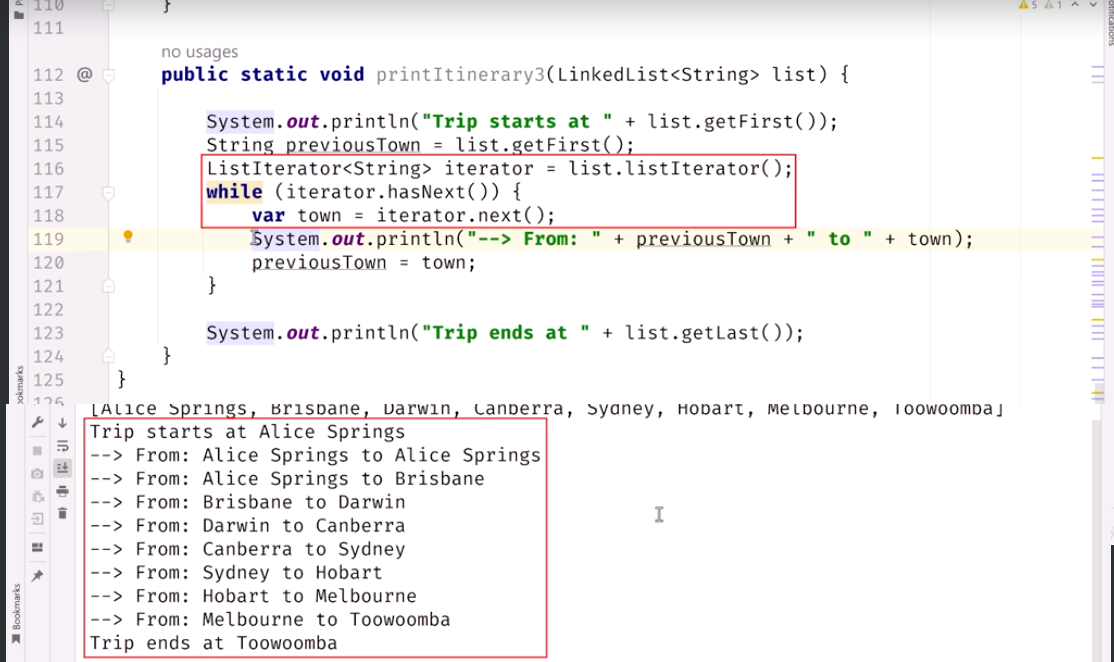 110 }
111
no usages
112 @ public static void printItinerary3(LinkedList<String> list) {
113
114 System.out.println("Trip starts at " + list.getFirst());
115 String previousTown = list.getFirst();
116 ListIterator<String> iterator = list.listIterator();
117 while (iterator.hasNext()) {
118 var town = iterator.next();
119 System.out.println("--> From: " + previousTown + " to " + town);
120 previousTown = town;
121 }
122
123 System.out.println("Trip ends at " + list.getLast());
124 }
125 }
126
[Alice Springs, Brisbane, Darwin, Canberra, Sydney, Hobart, Melbourne, Toowoomba]
Trip starts at Alice Springs
--> From: Alice Springs to Alice Springs
--> From: Alice Springs to Brisbane
--> From: Brisbane to Darwin
--> From: Darwin to Canberra
--> From: Canberra to Sydney
--> From: Sydney to Hobart
--> From: Hobart to Melbourne
--> From: Melbourne to Toowoomba
Trip ends at Toowoomba
5 1
Bookmarks